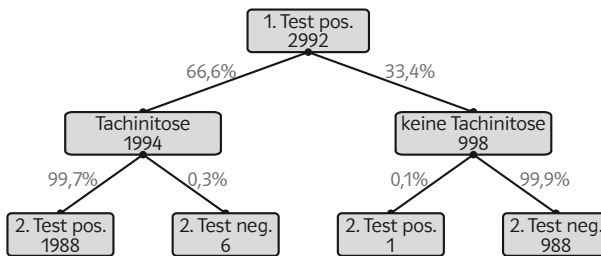 1. Test pos.
2992
66,6%
33,4%
Tachinitose
1994
keine Tachinitose
998
99,7%
0,3%
0,1%
99,9%
2. Test pos.
1988
2. Test neg.
6
2. Test pos.
1
2. Test neg.
988